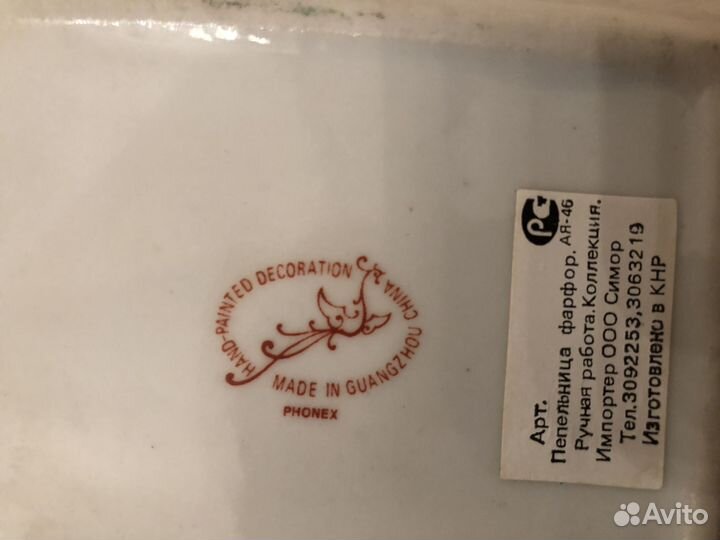 HAND-PAINTED DECORATION
MADE IN GUANGZHOU CHINA
PHONEX
РС
Арт.
Пепельница фарфор. АЯ-46
Ручная работа.Коллекция.
Импортер ООО Симор
Тел.3092253,3063219
Изготовлено в КНР
Avito